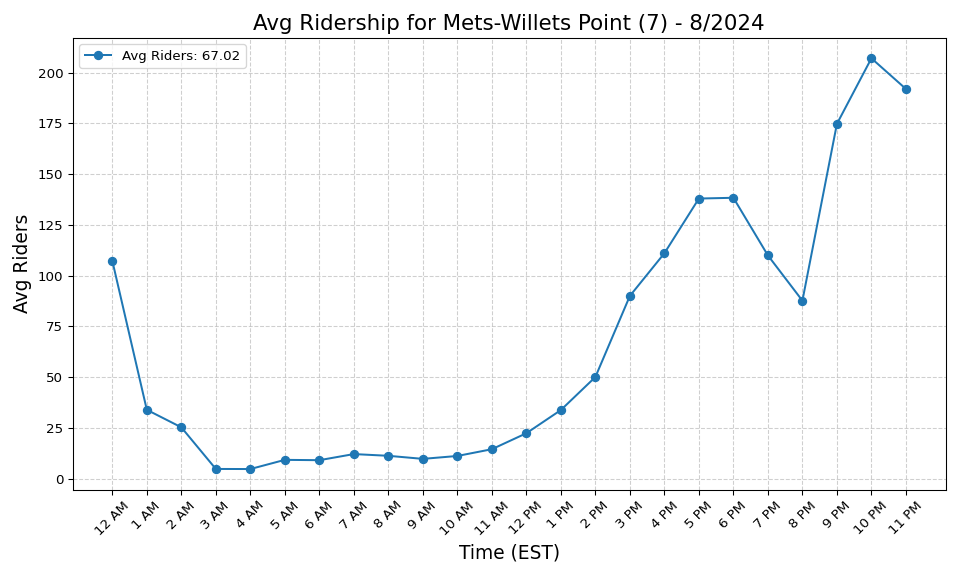 Avg Ridership for Mets-Willets Point (7) - 8/2024
Avg Riders: 67.02
Avg Riders
200
175
150
125
100
75
50
25
0
12 AM
1 AM
2 AM
3 AM
4 AM
5 AM
6 AM
7 AM
8 AM
9 AM
10 AM
11 AM
12 PM
1 PM
2 PM
3 PM
4 PM
5 PM
6 PM
7 PM
8 PM
9 PM
10 PM
11 PM
Time (EST)